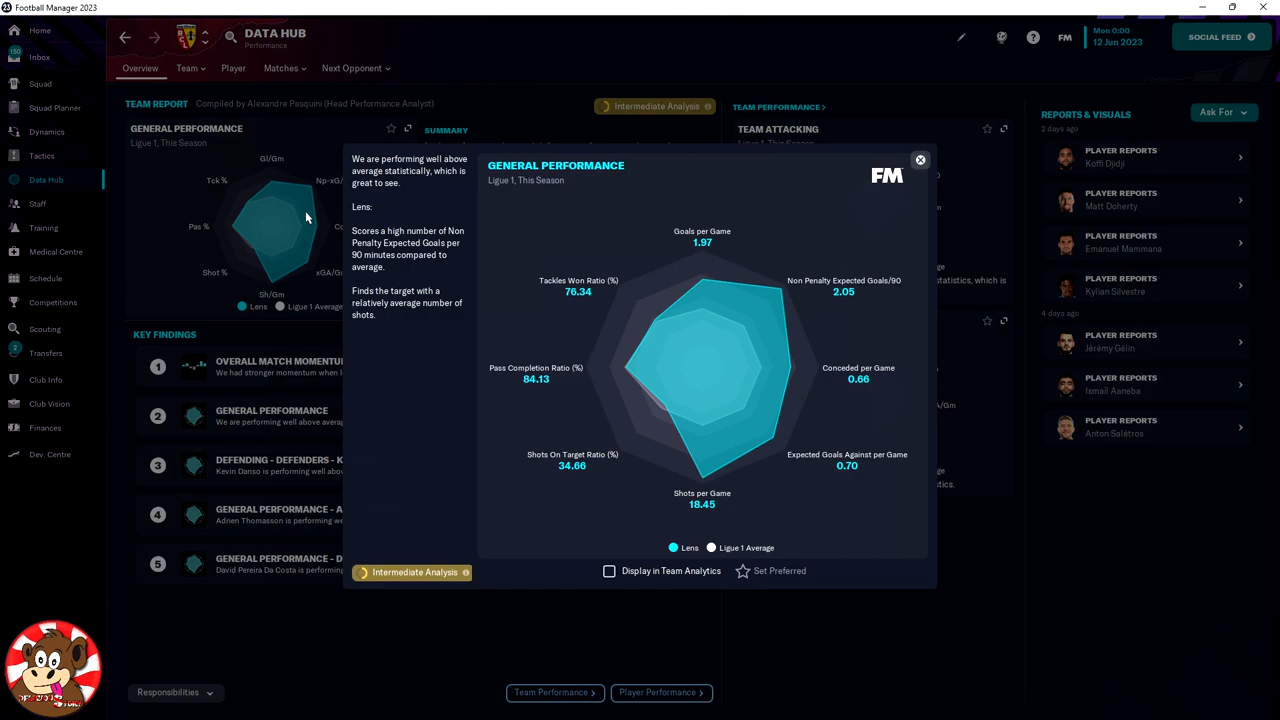 Football Manager 2023
Home
150
Inbox
Squad
Squad Planner
Dynamics
Tactics
Data Hub
Staff
Training
Medical Centre
Schedule
Competitions
Scouting
2
Transfers
Club Info
Club Vision
Finances
Dev. Centre
DATA HUB
Performance
FM
Mon 0:00
12 Jun 2023
SOCIAL FEED
Overview
Team
Player
Matches
Next Opponent
TEAM REPORT
Compiled by Alexandre Pasquini (Head Performance Analyst)
Intermediate Analysis
GENERAL PERFORMANCE
Ligue 1, This Season
Gl/Gm
Tck %
Np-xG/
Pas %
Co
Shot %
xGA/G
Sh/Gm
Lens
Ligue 1 Average
SUMMARY
KEY FINDINGS
1
OVERALL MATCH MOMENTU
We had stronger momentum when l
2
GENERAL PERFORMANCE
We are performing well above avera
3
DEFENDING - DEFENDERS - K
Kevin Danso is performing well abo
4
GENERAL PERFORMANCE - A
Adrien Thomasson is performing we
5
GENERAL PERFORMANCE - D
David Pereira Da Costa is performing
We are performing well above
average statistically, which is
great to see.
Lens:
Scores a high number of Non
Penalty Expected Goals per
90 minutes compared to
average.
Finds the target with a
relatively average number of
shots.
Intermediate Analysis
GENERAL PERFORMANCE
Ligue 1, This Season
FM
Goals per Game
1.97
Tackles Won Ratio (%)
76.34
Non Penalty Expected Goals/90
2.05
Pass Completion Ratio (%)
84.13
Conceded per Game
0.66
Shots On Target Ratio (%)
34.66
Expected Goals Against per Game
0.70
Shots per Game
18.45
Lens
Ligue 1 Average
Display in Team Analytics
Set Preferred
TEAM PERFORMANCE
TEAM ATTACKING
statistics, which is
A/Gm
stics.
REPORTS & VISUALS
Ask For
2 days ago
PLAYER REPORTS
Koffi Djidji
PLAYER REPORTS
Matt Doherty
PLAYER REPORTS
Emanuel Mammana
PLAYER REPORTS
Kylian Silvestre
4 days ago
PLAYER REPORTS
Jérémy Gélin
PLAYER REPORTS
Ismail Aaneba
PLAYER REPORTS
Anton Salétros
Responsibilities
Team Performance
Player Performance